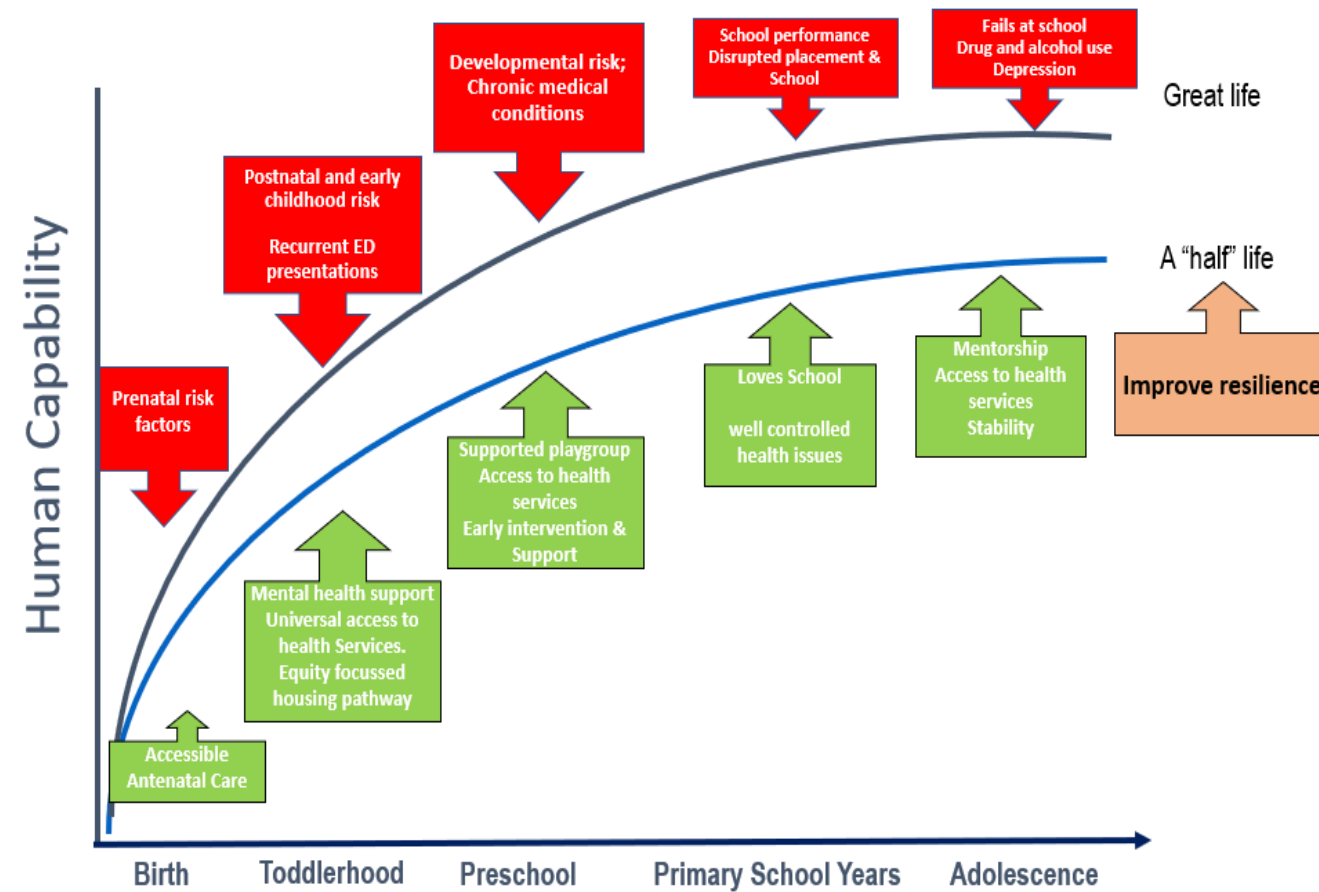 Human Capability
Prenatal risk
factors
Postnatal and early
childhood risk
Recurrent ED
presentations
Developmental risk;
Chronic medical
conditions
School performance
Disrupted placement &
School
Fails at school
Drug and alcohol use
Depression
Great life
A “half” life
Improve resilience
Accessible
Antenatal Care
Mental health support
Universal access to
health Services.
Equity focussed
housing pathway
Supported playgroup
Access to health
services
Early intervention &
Support
Loves School
well controlled
health issues
Mentorship
Access to health
services
Stability
Birth
Toddlerhood
Preschool
Primary School Years
Adolescence